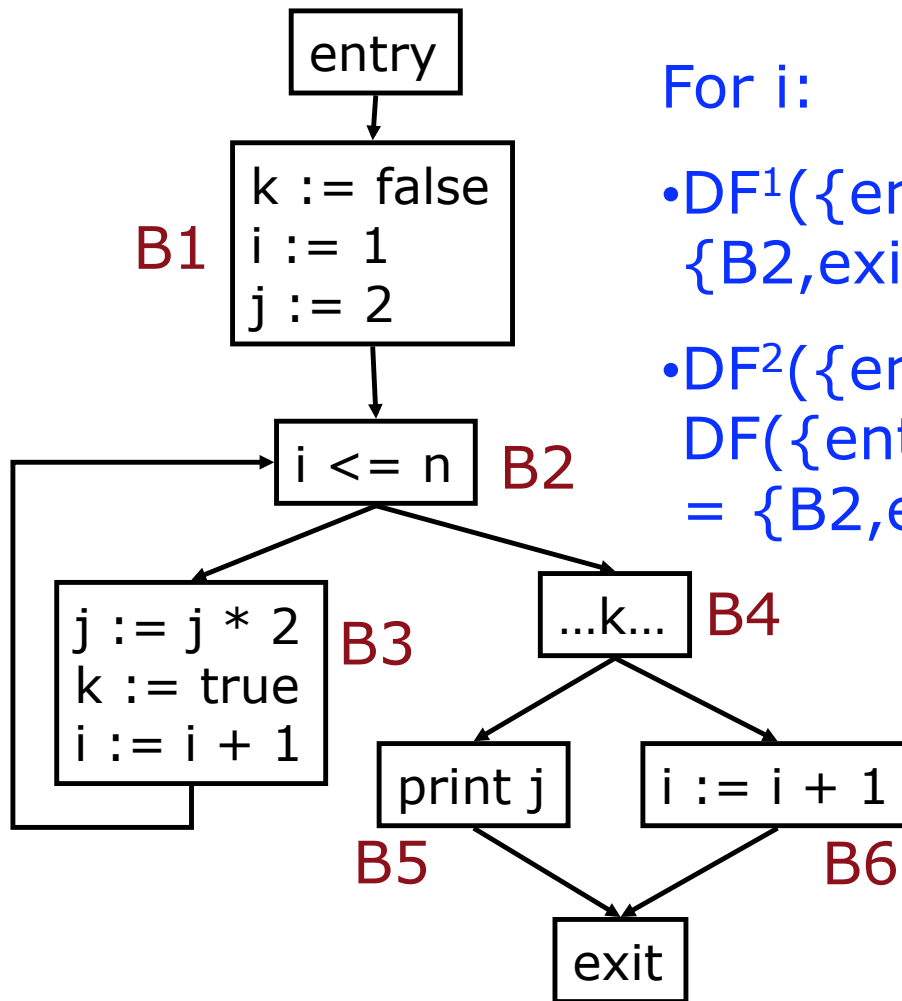 entry
For i:
B1
k := false
i := 1
j := 2
•DF¹({en
{B2,exi
•DF²({en
DF({ent
= {B2,e
i <= n
B2
j := j * 2
k := true
i := i + 1
B3
...k...
B4
print j
B5
i := i + 1
B6
exit